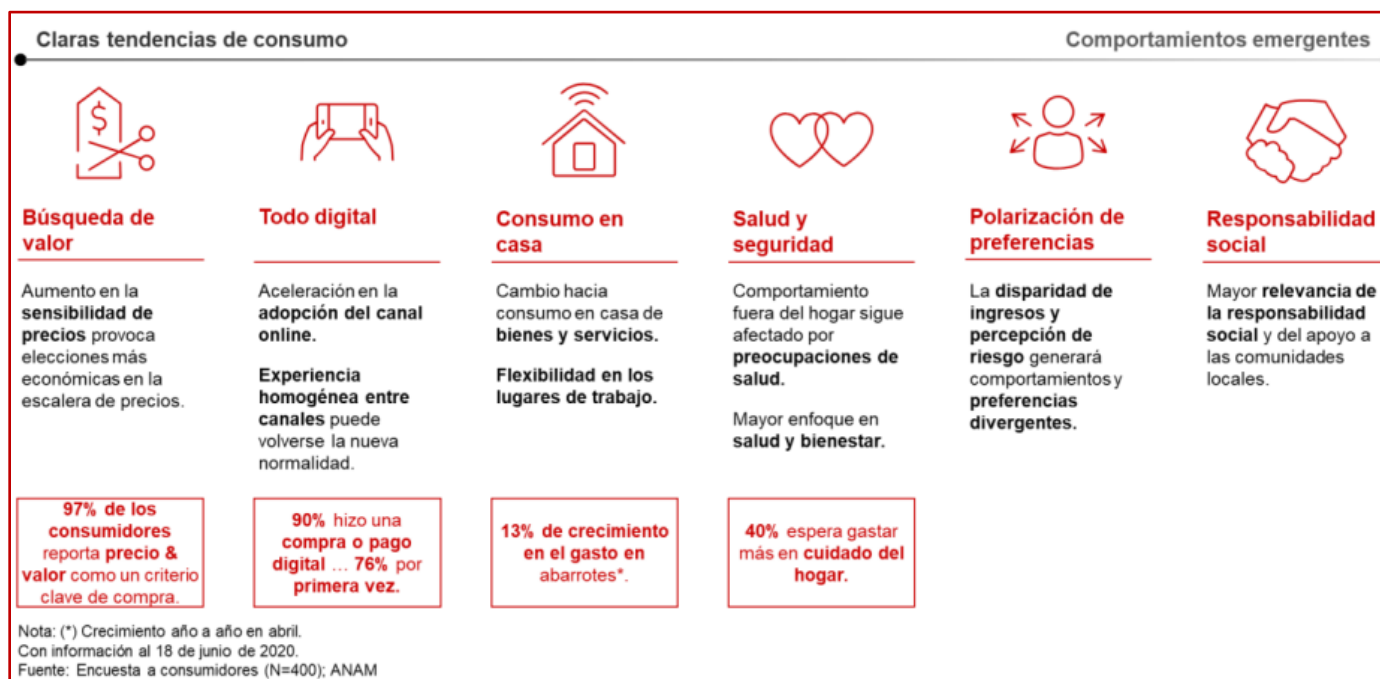 Claras tendencias de consumo
Comportamientos emergentes
$
Búsqueda de
valor
Aumento en la
sensibilidad de
precios provoca
elecciones más
económicas en la
escalera de precios.
97% de los
consumidores
reporta precio &
valor como un criterio
clave de compra.
Todo digital
Aceleración en la
adopción del canal
online.
Experiencia
homogénea entre
canales puede
volverse la nueva
normalidad.
90% hizo una
compra o pago
digital ... 76% por
primera vez.
Consumo en
casa
Cambio hacia
consumo en casa de
bienes y servicios.
Flexibilidad en los
lugares de trabajo.
13% de crecimiento
en el gasto en
abarrotes*.
Salud y
seguridad
Comportamiento
fuera del hogar sigue
afectado por
preocupaciones de
salud.
Mayor enfoque en
salud y bienestar.
40% espera gastar
más en cuidado del
hogar.
Polarización de
preferencias
La disparidad de
ingresos y
percepción de
riesgo generará
comportamientos y
preferencias
divergentes.
Responsabilidad
social
Mayor relevancia de
la responsabilidad
social y del apoyo a
las comunidades
locales.
Nota: (*) Crecimiento año a año en abril.
Con información al 18 de junio de 2020.
Fuente: Encuesta a consumidores (N=400); ANAM